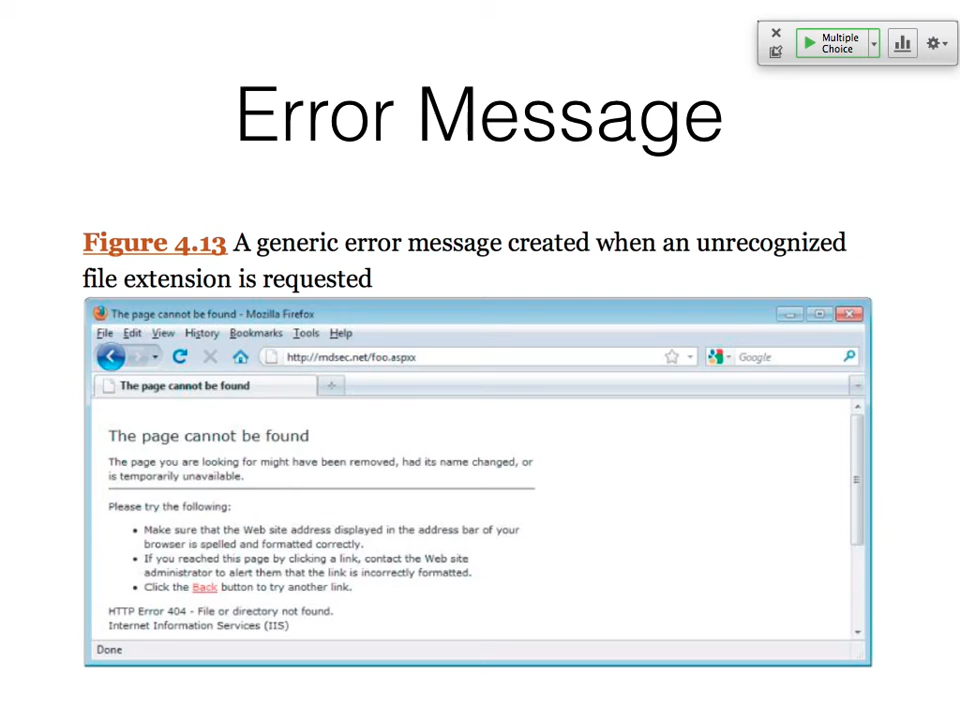 Multiple
Choice
Error Message
Figure 4.13 A generic error message created when an unrecognized
file extension is requested
The page cannot be found - Mozilla Firefox
File Edit View History Bookmarks Tools Help
http://mdsec.net/foo.aspxx
Google
The page cannot be found
The page cannot be found
The page you are looking for might have been removed, had its name changed, or
is temporarily unavailable.
Please try the following:
• Make sure that the Web site address displayed in the address bar of your
browser is spelled and formatted correctly.
• If you reached this page by clicking a link, contact the Web site
administrator to alert them that the link is incorrectly formatted.
• Click the Back button to try another link.
HTTP Error 404 - File or directory not found.
Internet Information Services (IIS)
Done